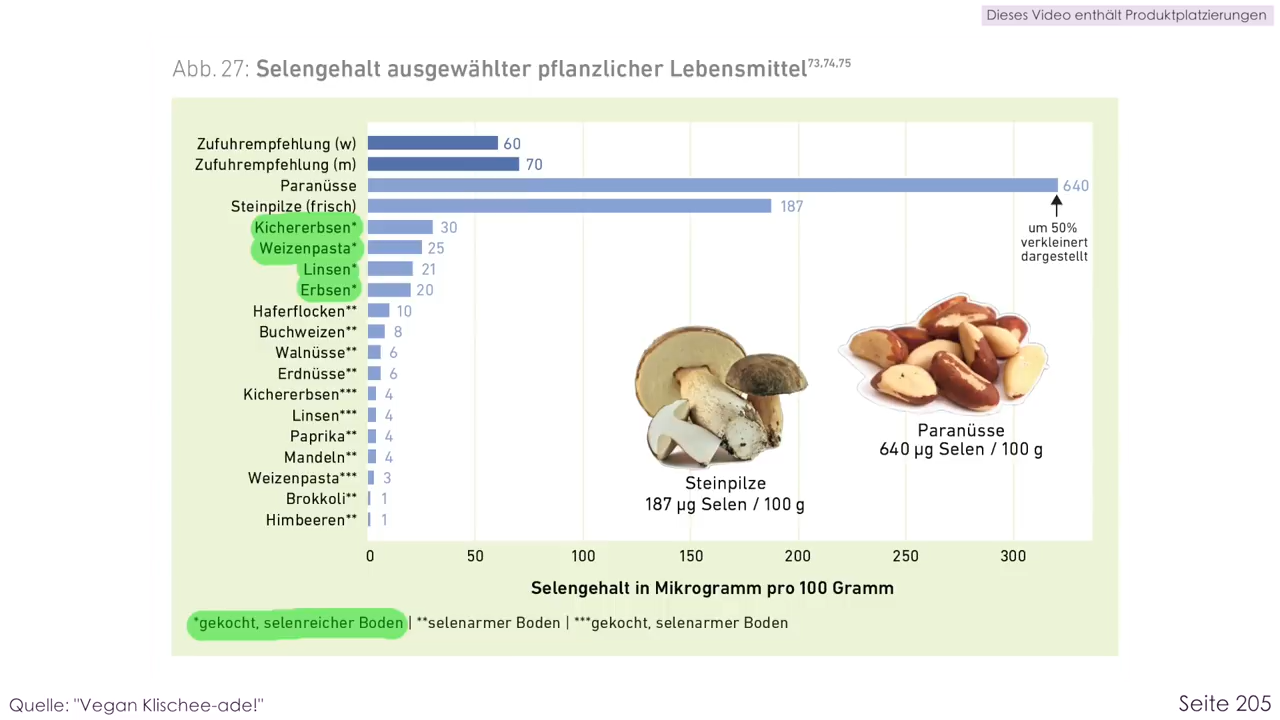 Dieses Video enthält Produktplatzierungen
Abb. 27: Selengehalt ausgewählter pflanzlicher Lebensmittel73,74,75
Zufuhrempfehlung (w) 60
Zufuhrempfehlung (m) 70
Paranüsse 640
Steinpilze (frisch) 187
Kichererbsen* 30
Weizenpasta* 25
Linsen* 21
Erbsen* 20
Haferflocken** 10
Buchweizen** 8
Walnüsse** 6
Erdnüsse** 6
Kichererbsen*** 4
Linsen*** 4
Paprika** 4
Mandeln** 4
Weizenpasta*** 3
Brokkoli** 1
Himbeeren** 1
um 50%
verkleinert
dargestellt
Steinpilze
187 µg Selen / 100 g
Paranüsse
640 µg Selen / 100 g
0 50 100 150 200 250 300
Selengehalt in Mikrogramm pro 100 Gramm
*gekocht, selenreicher Boden | **selenarmer Boden | ***gekocht, selenarmer Boden
Quelle: "Vegan Klischee-ade!"
Seite 205